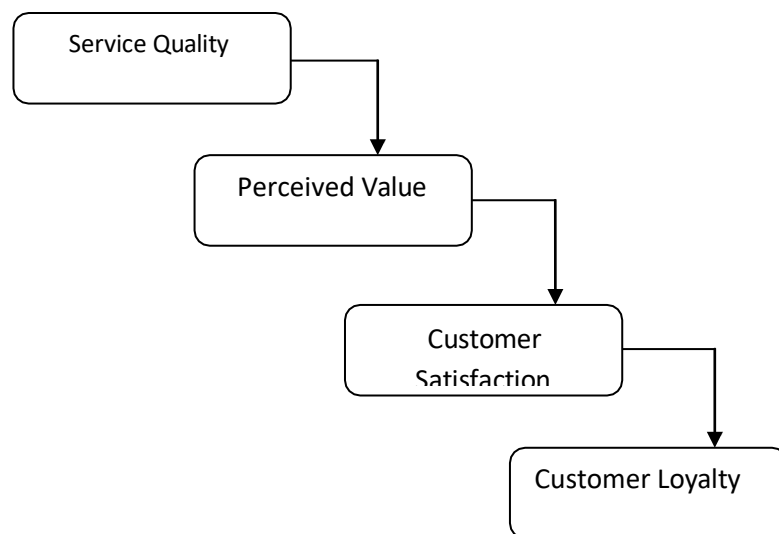 Service Quality
Perceived Value
Customer
Satisfaction
Customer Loyalty